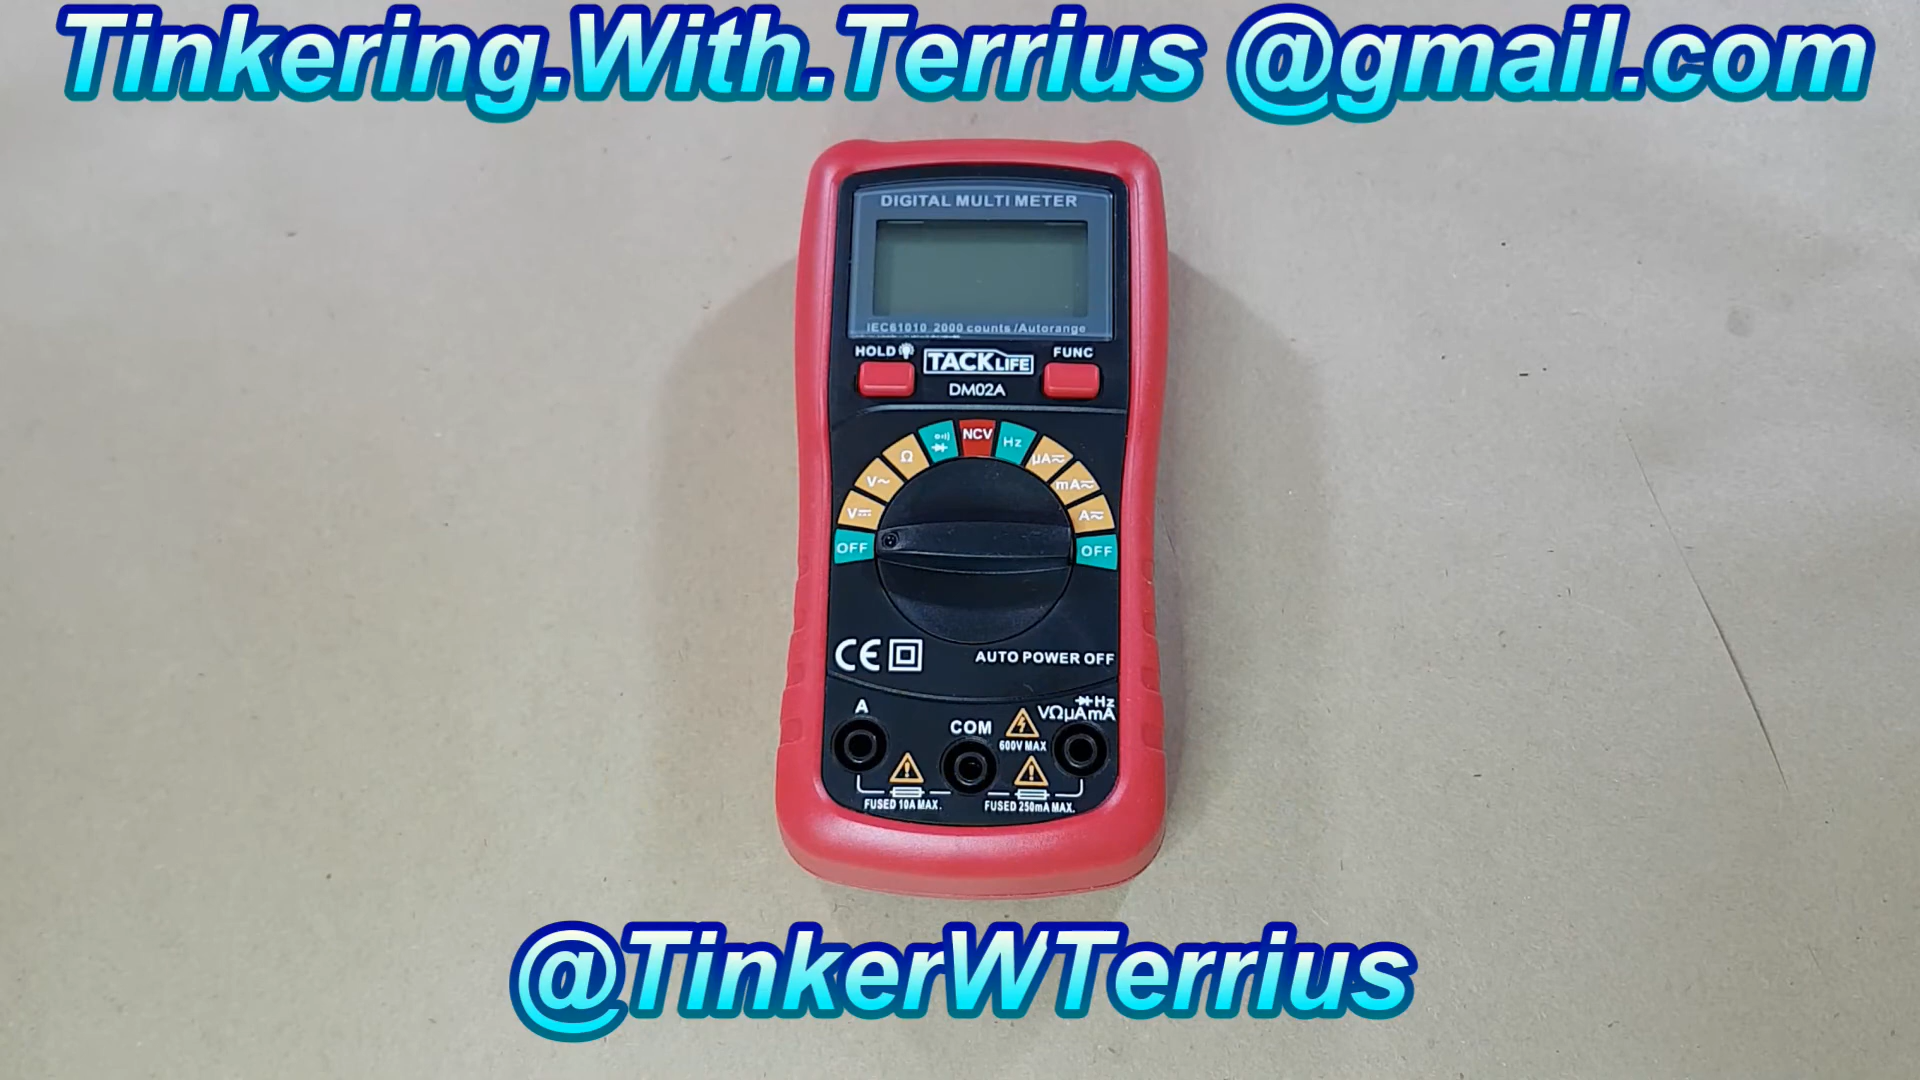 Tinkering.With.Terrius @gmail.com
DIGITAL MULTI METER
IEC61010 2000 counts /Autorange
HOLD TACKLIFE FUNC
DM02A
NCV
Hz
Ω
μA
V~
mA
V
A
OFF
OFF
CE
AUTO POWER OFF
Hz
A
VΩμAmA
COM
600V MAX
FUSED 10A MAX.
FUSED 250mA MAX.
@TinkerWTerrius